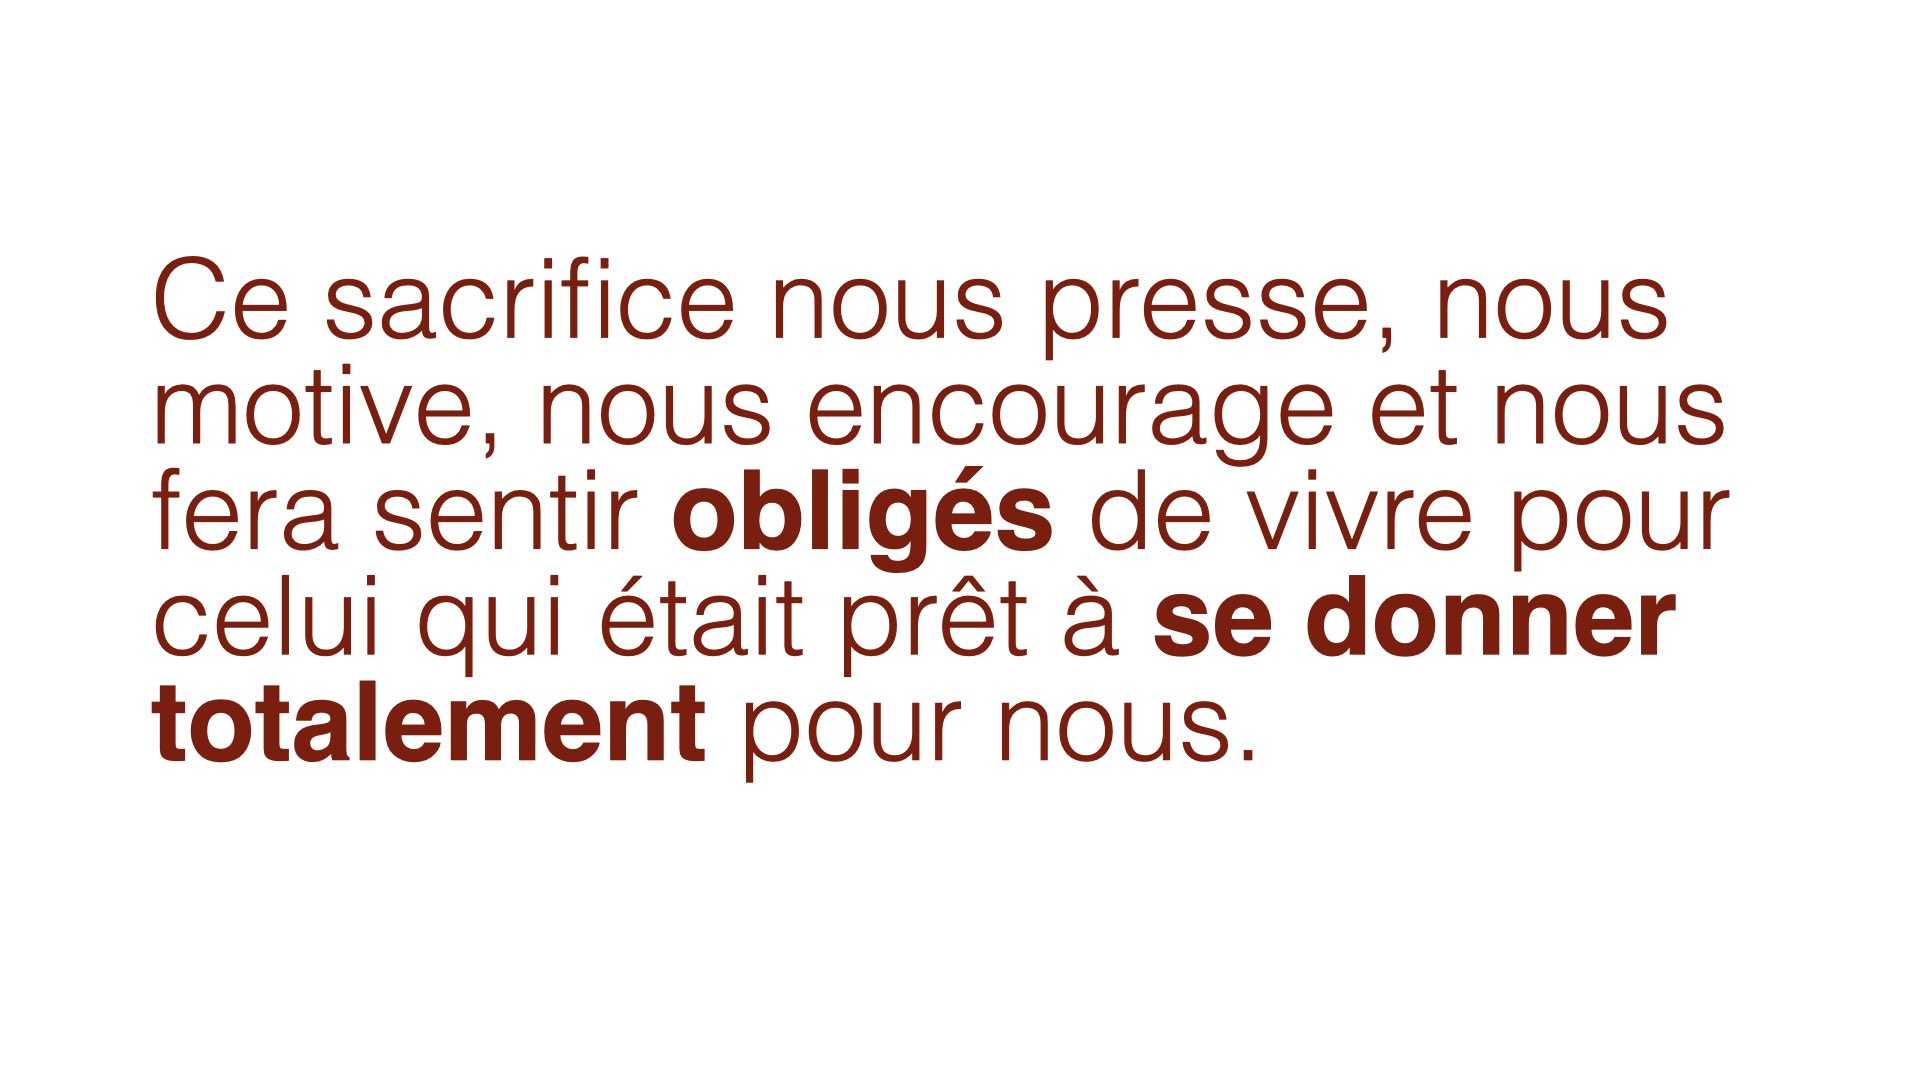 Ce sacrifice nous presse, nous
motive, nous encourage et nous
fera sentir obligés de vivre pour
celui qui était prêt à se donner
totalement pour nous.